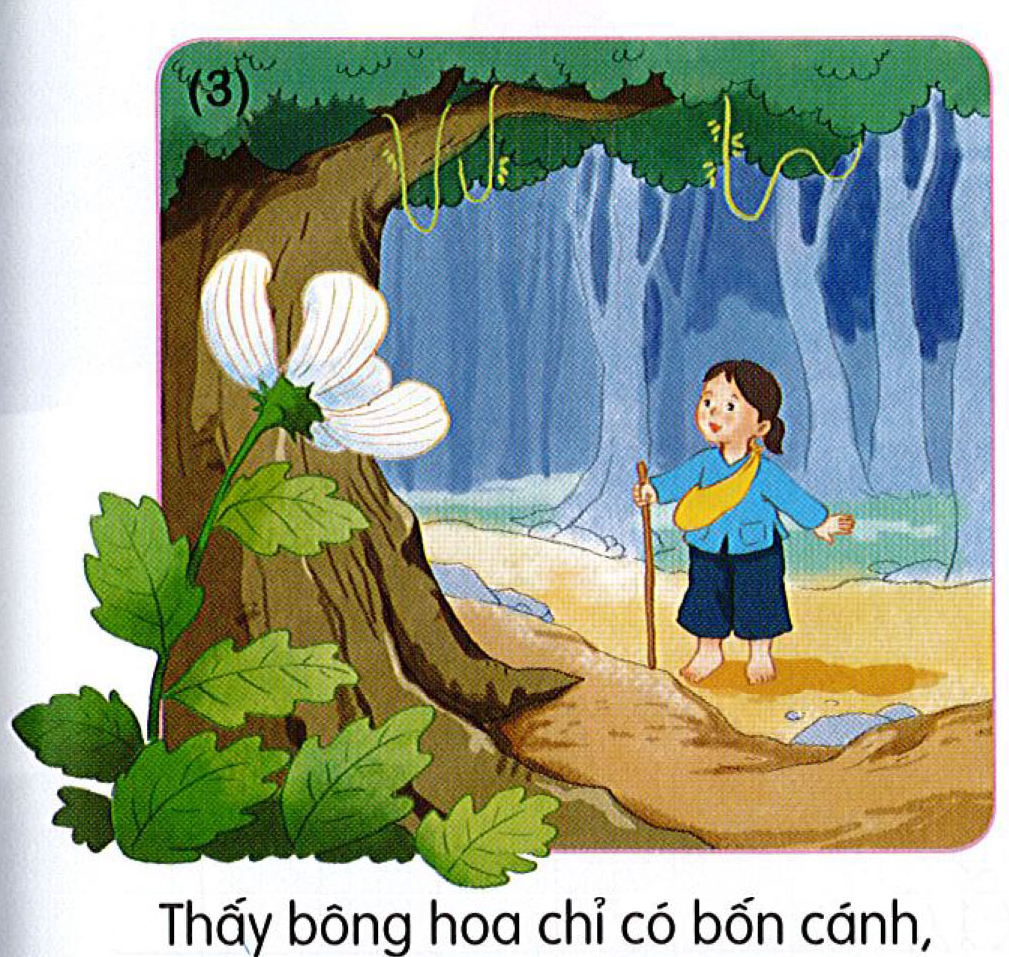 (3)
Thấy bông hoa chỉ có bốn cánh,